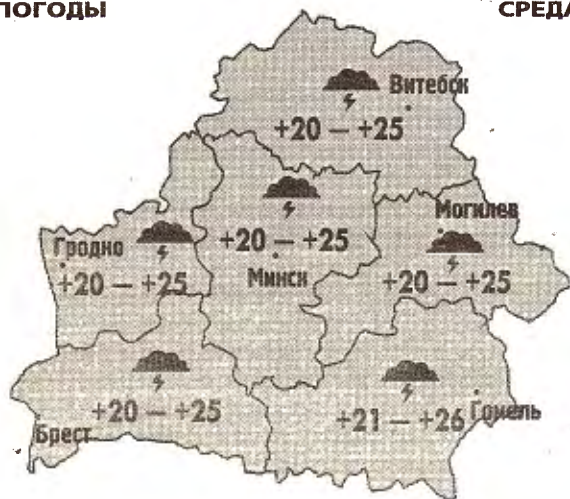 ПОГОДЫ
СРЕДА
Витебск
+20 — +25
Могилев
+20 — +25
Гродно
+20 — +25
Минск
+20 — +25
+20 — +25
Брест
+21 — +26 Гомель